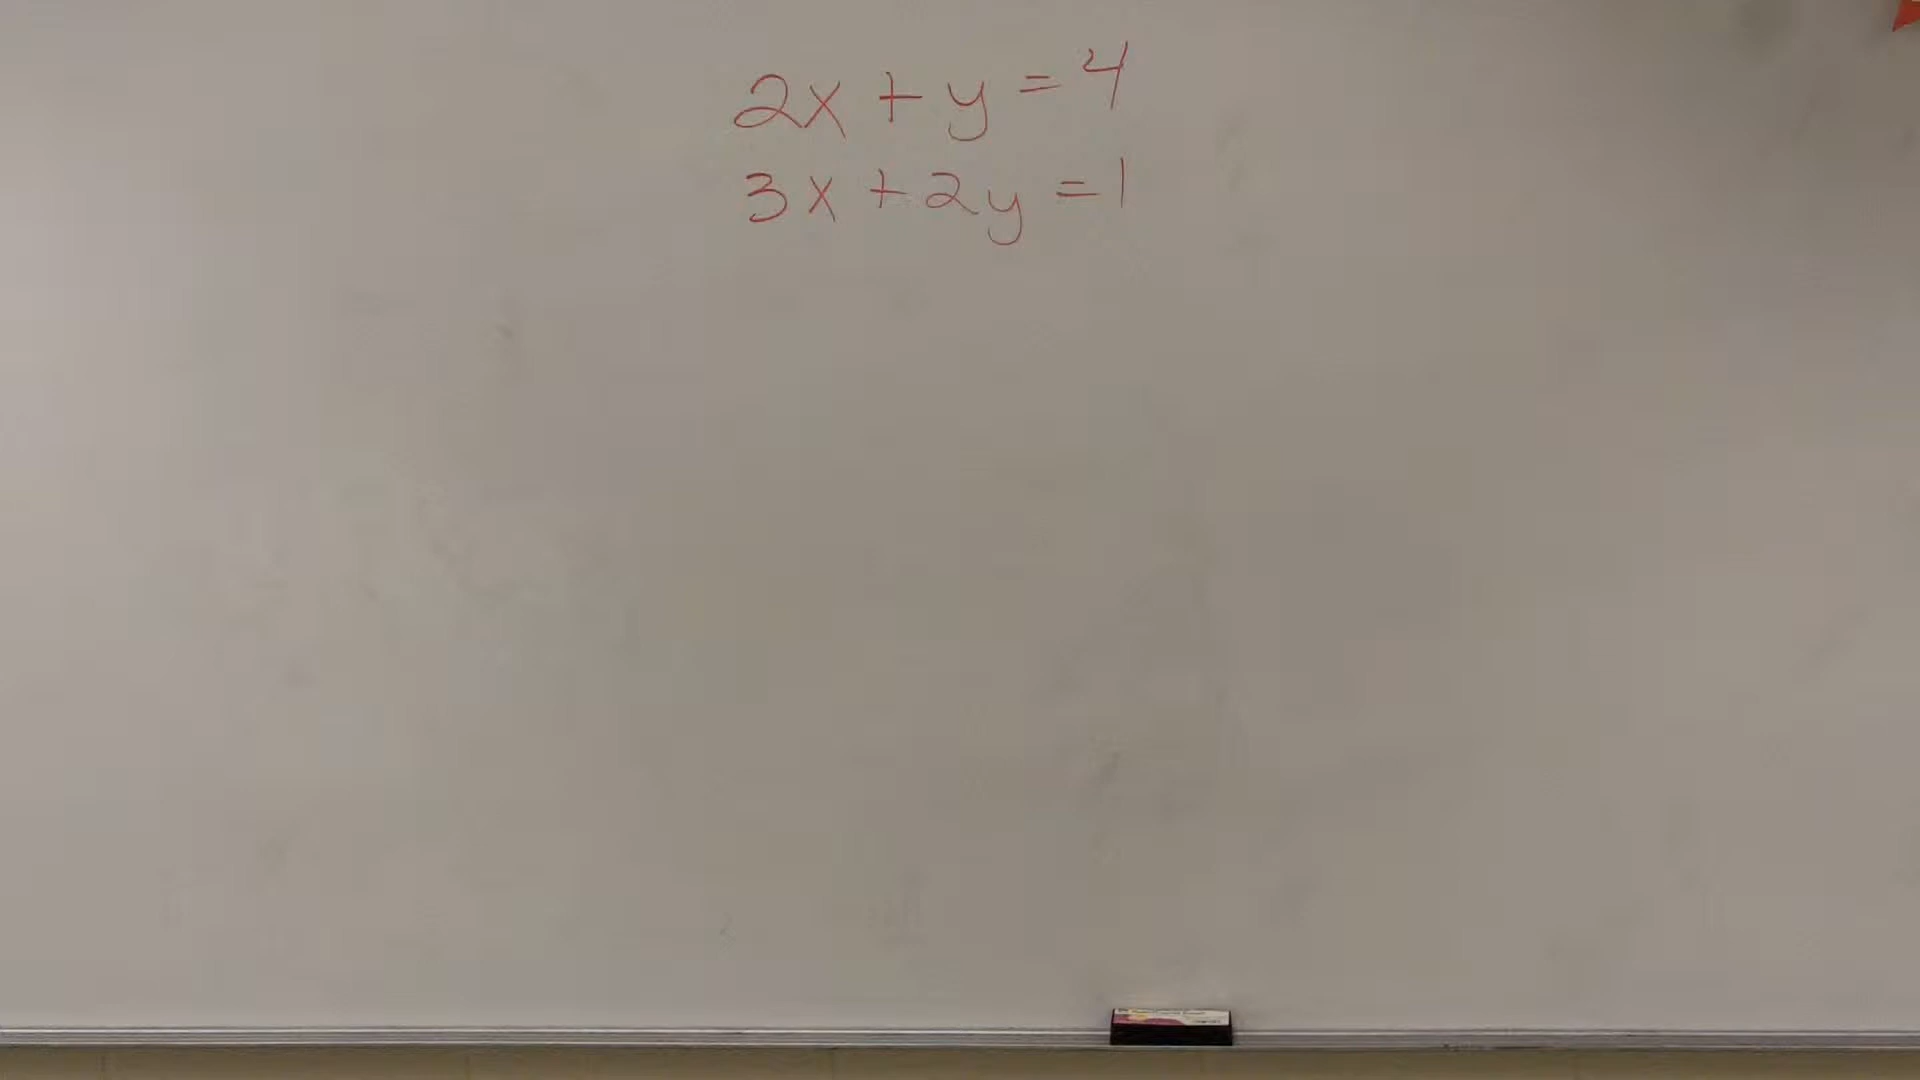 2x + y = 4
3x + 2y = 1